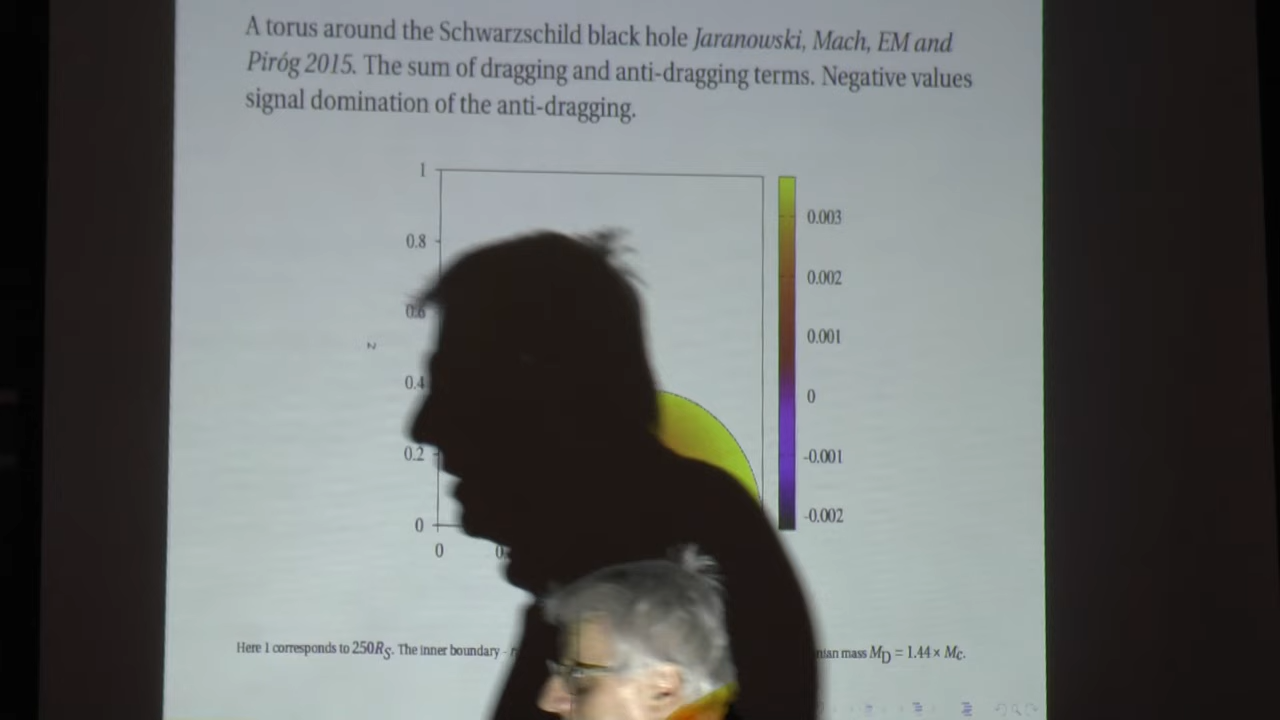 A torus around the Schwarzschild black hole Jaranowski, Mach, EM and
Piróg 2015. The sum of dragging and anti-dragging terms. Negative values
signal domination of the anti-dragging.
1
0.8
0.6
z
0.4
0.2
0
0
0.003
0.002
0.001
0
-0.001
-0.002
Here 1 corresponds to 250R_S. The inner boundary - mass M_D = 1.44 × M_C.